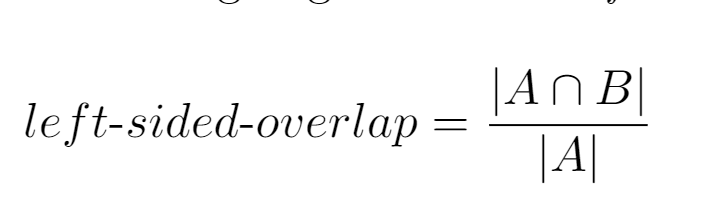 left-sided-overlap = |A ∩ B| / |A|